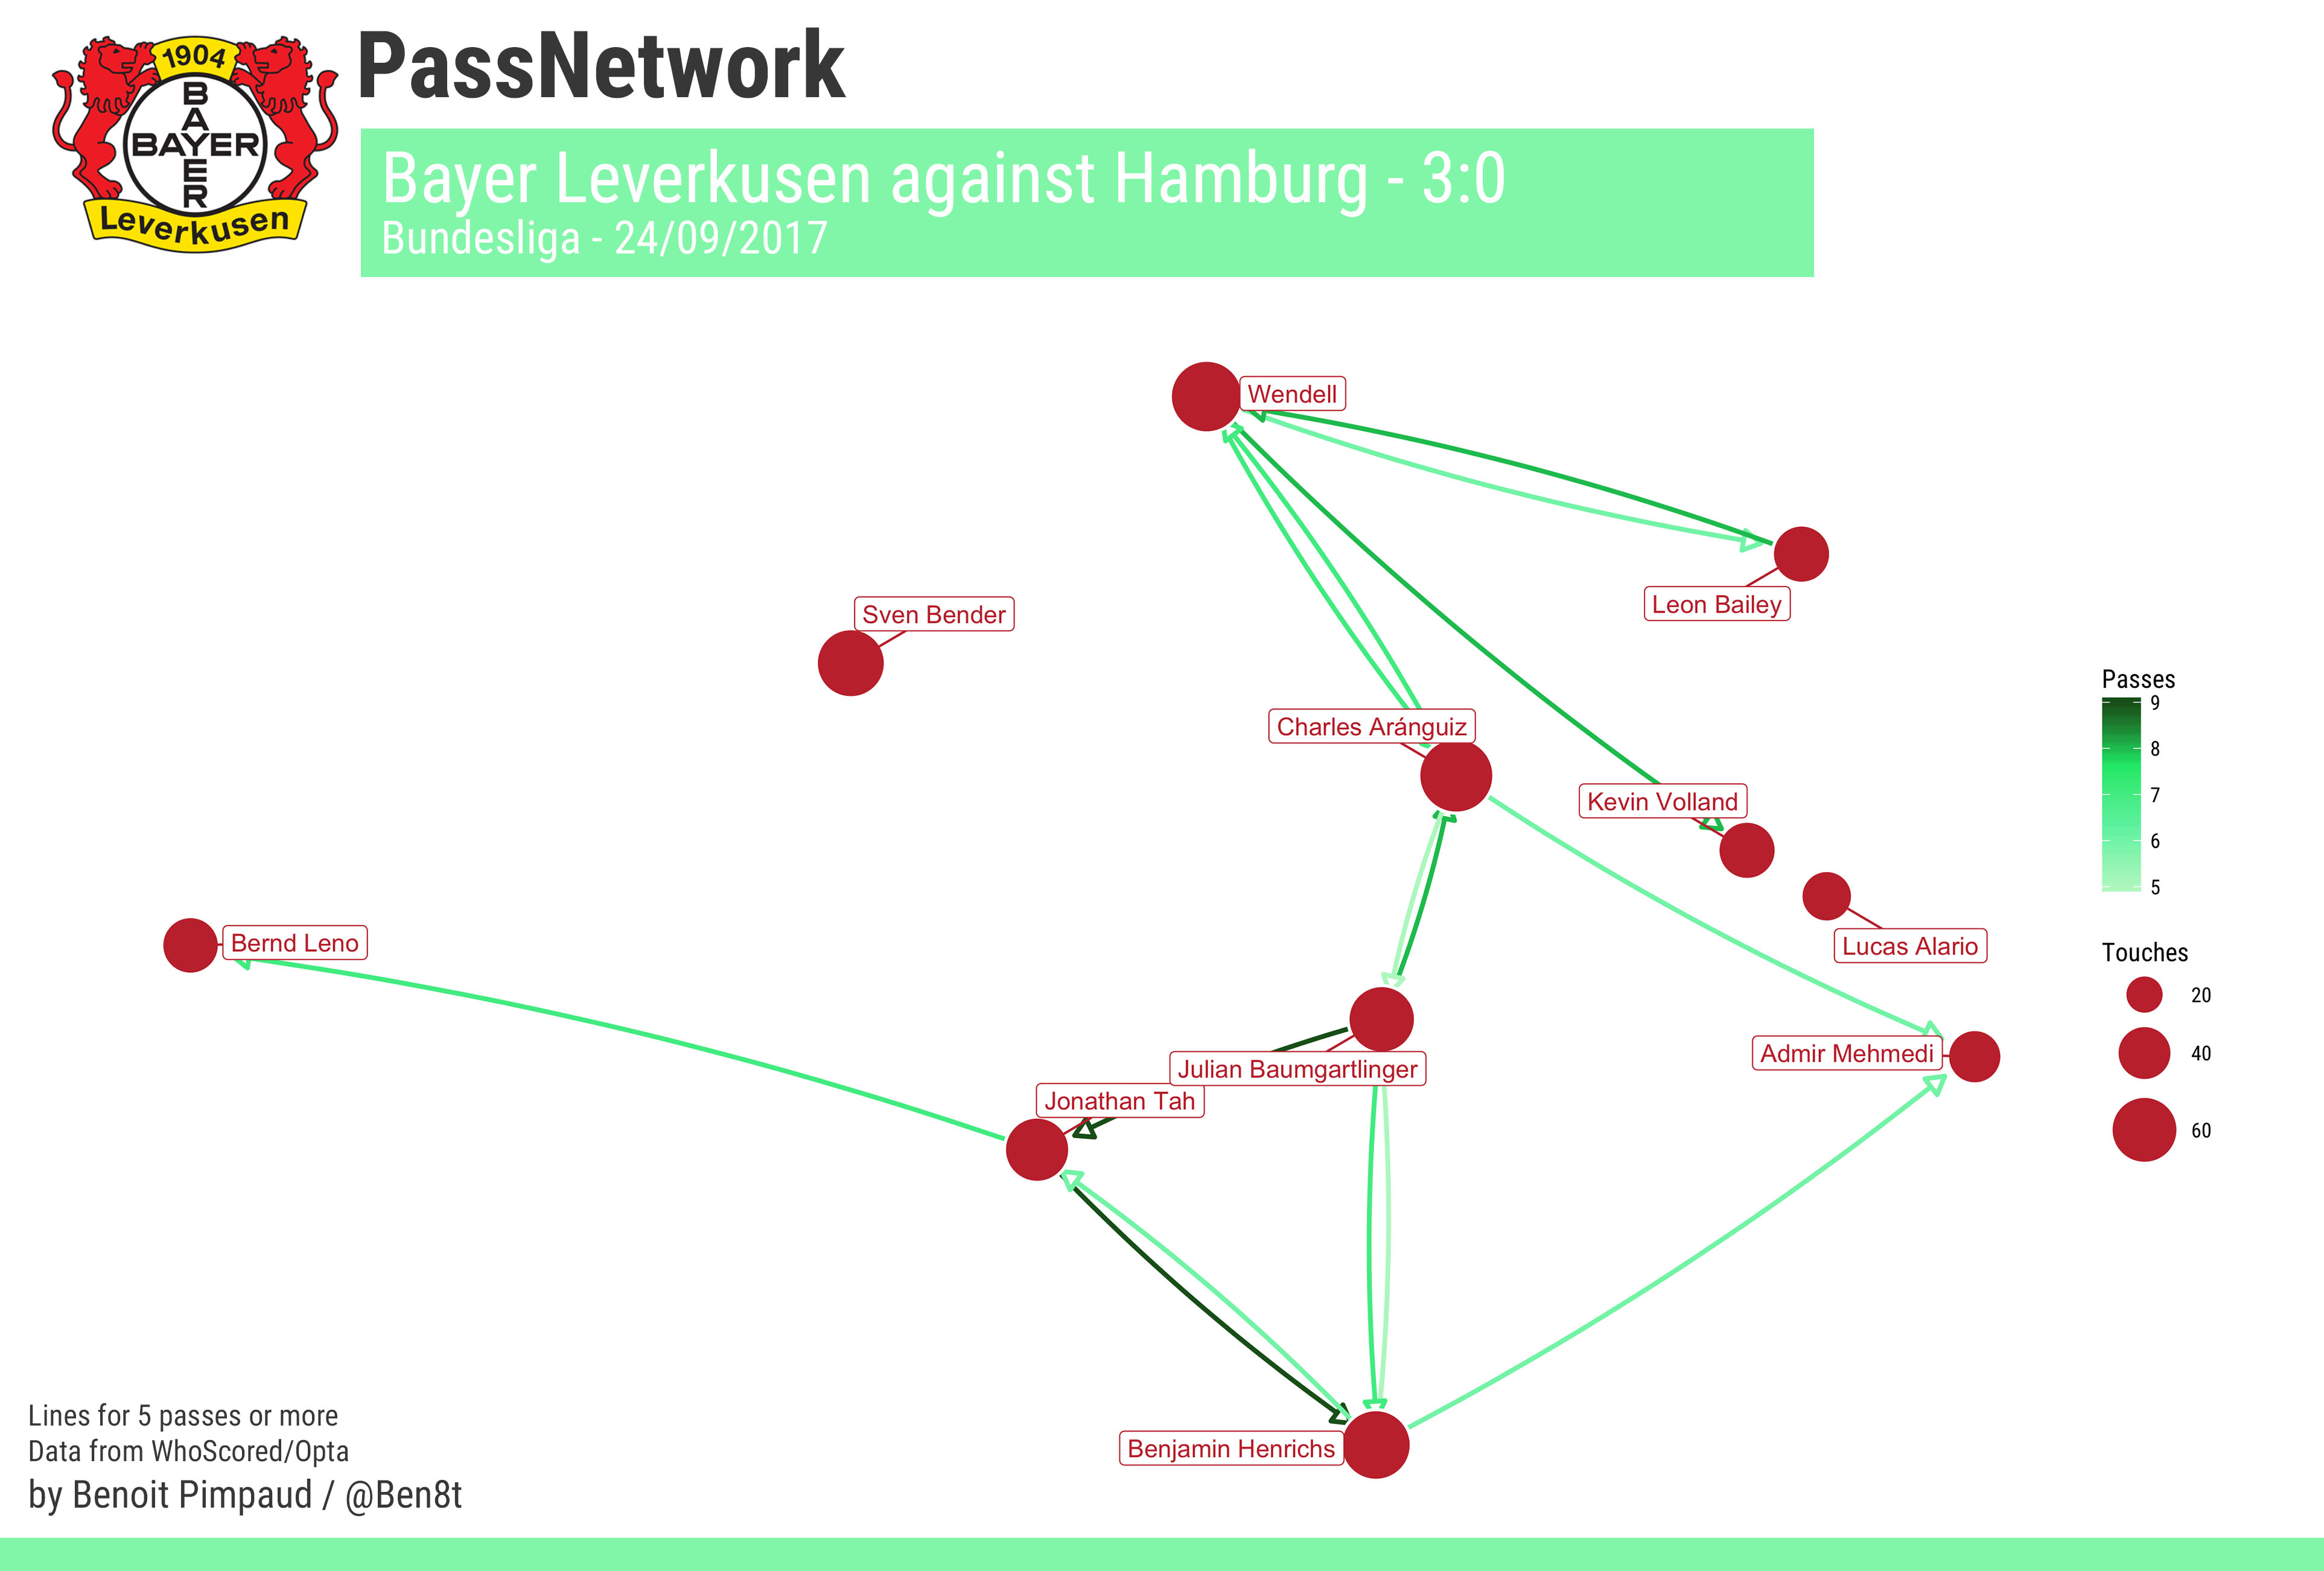 1904
BAYER
BAYER
Leverkusen
PassNetwork
Bayer Leverkusen against Hamburg - 3:0
Bundesliga - 24/09/2017
Wendell
Leon Bailey
Sven Bender
Charles Aránguiz
Kevin Volland
Bernd Leno
Lucas Alario
Admir Mehmedi
Julian Baumgartlinger
Jonathan Tah
Benjamin Henrichs
Passes
9
8
7
6
5
Touches
20
40
60
Lines for 5 passes or more
Data from WhoScored/Opta
by Benoit Pimpaud / @Ben8t